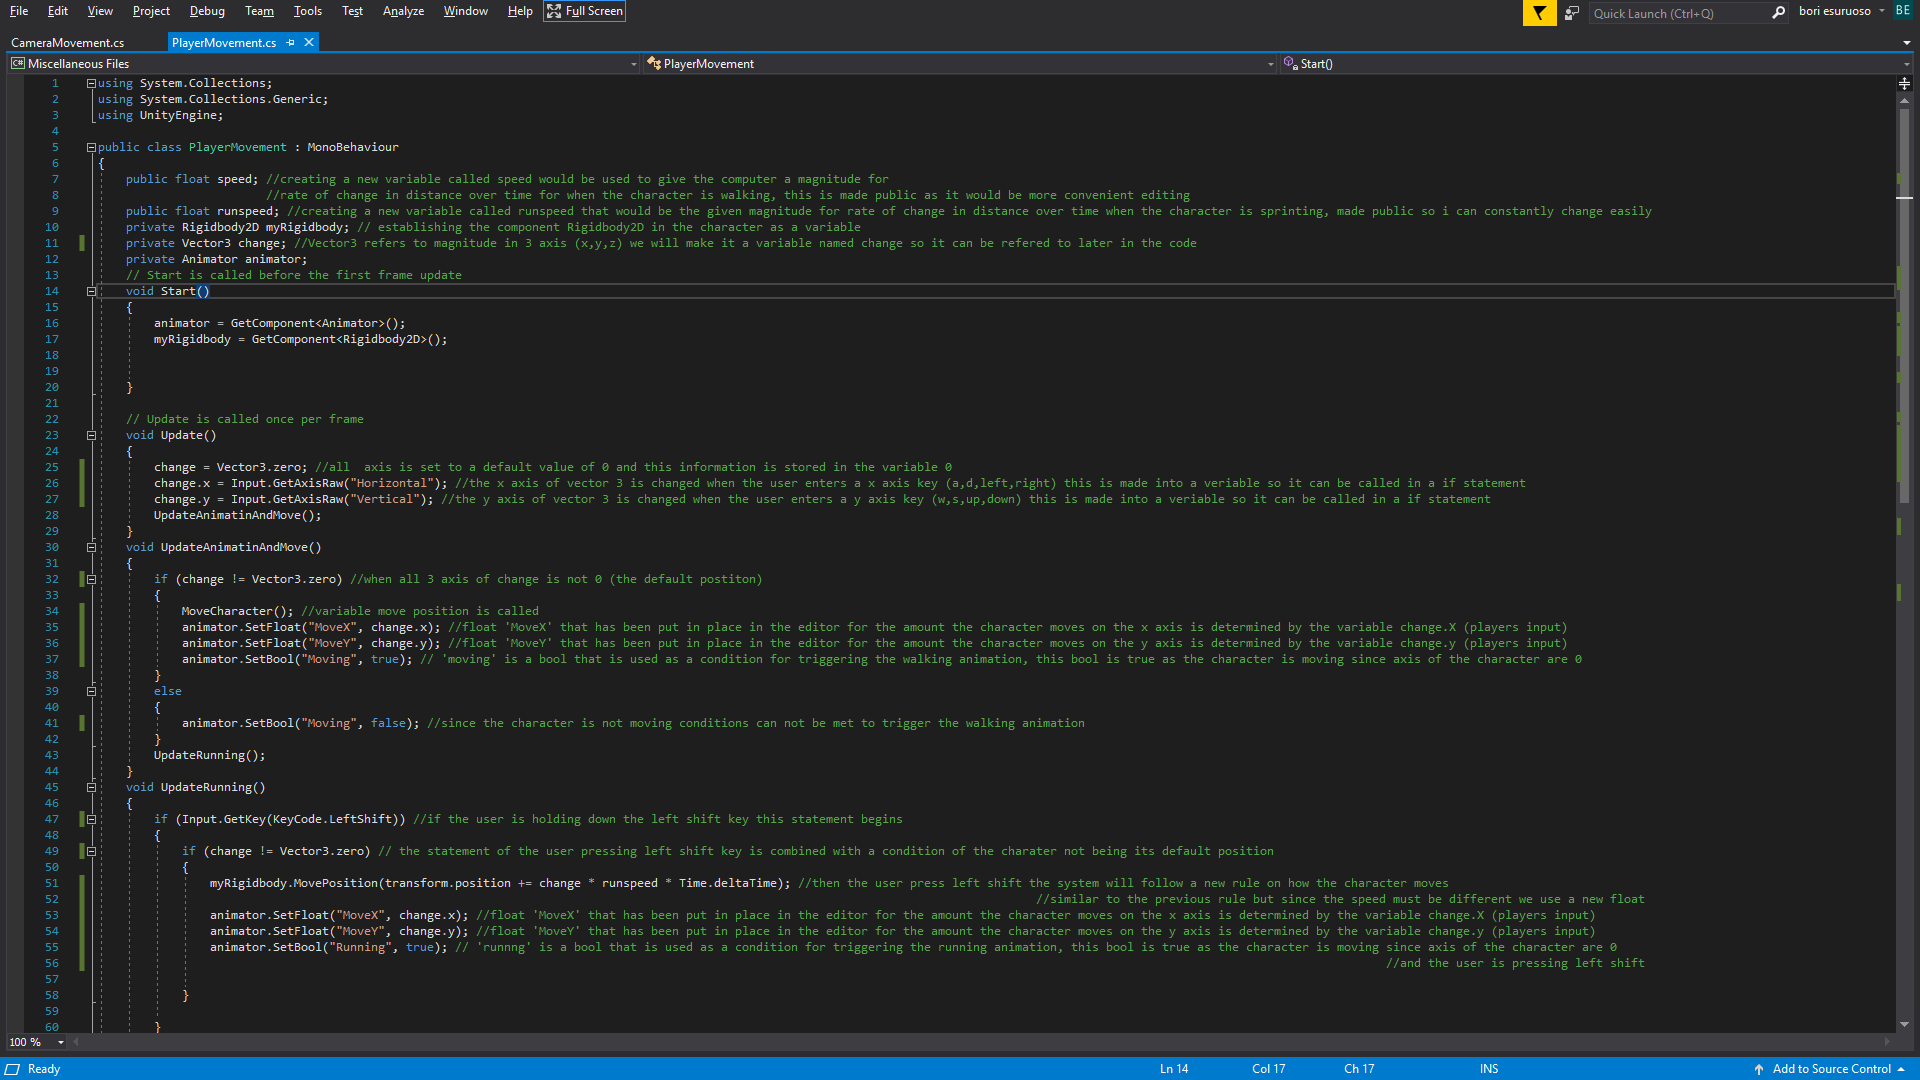 File Edit View Project Debug Team Tools Test Analyze Window Help Full Screen Quick Launch (Ctrl+Q) bori esuruoso BE
CameraMovement.cs PlayerMovement.cs
C# Miscellaneous Files PlayerMovement Start()
1 using System.Collections;
2 using System.Collections.Generic;
3 using UnityEngine;
4
5 public class PlayerMovement : MonoBehaviour
6 {
7 public float speed; //creating a new variable called speed would be used to give the computer a magnitude for
8 //rate of change in distance over time for when the character is walking, this is made public as it would be more convenient editing
9 public float runspeed; //creating a new variable called runspeed that would be the given magnitude for rate of change in distance over time when the character is sprinting, made public so i can constantly change easily
10 private Rigidbody2D myRigidbody; // establishing the component Rigidbody2D in the character as a variable
11 private Vector3 change; //Vector3 refers to magnitude in 3 axis (x,y,z) we will make it a variable named change so it can be refered to later in the code
12 private Animator animator;
13 // Start is called before the first frame update
14 void Start()
15 {
16 animator = GetComponent<Animator>();
17 myRigidbody = GetComponent<Rigidbody2D>();
18
19
20 }
21
22 // Update is called once per frame
23 void Update()
24 {
25 change = Vector3.zero; //all  axis is set to a default value of 0 and this information is stored in the variable 0
26 change.x = Input.GetAxisRaw("Horizontal"); //the x axis of vector 3 is changed when the user enters a x axis key (a,d,left,right) this is made into a veriable so it can be called in a if statement
27 change.y = Input.GetAxisRaw("Vertical"); //the y axis of vector 3 is changed when the user enters a y axis key (w,s,up,down) this is made into a veriable so it can be called in a if statement
28 UpdateAnimatinAndMove();
29 }
30 void UpdateAnimatinAndMove()
31 {
32 if (change != Vector3.zero) //when all 3 axis of change is not 0 (the default postiton)
33 {
34 MoveCharacter(); //variable move position is called
35 animator.SetFloat("MoveX", change.x); //float 'MoveX' that has been put in place in the editor for the amount the character moves on the x axis is determined by the variable change.X (players input)
36 animator.SetFloat("MoveY", change.y); //float 'MoveY' that has been put in place in the editor for the amount the character moves on the y axis is determined by the variable change.y (players input)
37 animator.SetBool("Moving", true); // 'moving' is a bool that is used as a condition for triggering the walking animation, this bool is true as the character is moving since axis of the character are 0
38 }
39 else
40 {
41 animator.SetBool("Moving", false); //since the character is not moving conditions can not be met to trigger the walking animation
42 }
43 UpdateRunning();
44 }
45 void UpdateRunning()
46 {
47 if (Input.GetKey(KeyCode.LeftShift)) //if the user is holding down the left shift key this statement begins
48 {
49 if (change != Vector3.zero) // the statement of the user pressing left shift key is combined with a condition of the charater not being its default position
50 {
51 myRigidbody.MovePosition(transform.position += change * runspeed * Time.deltaTime); //then the user press left shift the system will follow a new rule on how the character moves
52 //similar to the previous rule but since the speed must be different we use a new float
53 animator.SetFloat("MoveX", change.x); //float 'MoveX' that has been put in place in the editor for the amount the character moves on the x axis is determined by the variable change.X (players input)
54 animator.SetFloat("MoveY", change.y); //float 'MoveY' that has been put in place in the editor for the amount the character moves on the y axis is determined by the variable change.y (players input)
55 animator.SetBool("Running", true); // 'runnng' is a bool that is used as a condition for triggering the running animation, this bool is true as the character is moving since axis of the character are 0
56 //and the user is pressing left shift
57
58 }
59
60 }
100 %
Ready Ln 14 Col 17 Ch 17 INS Add to Source Control